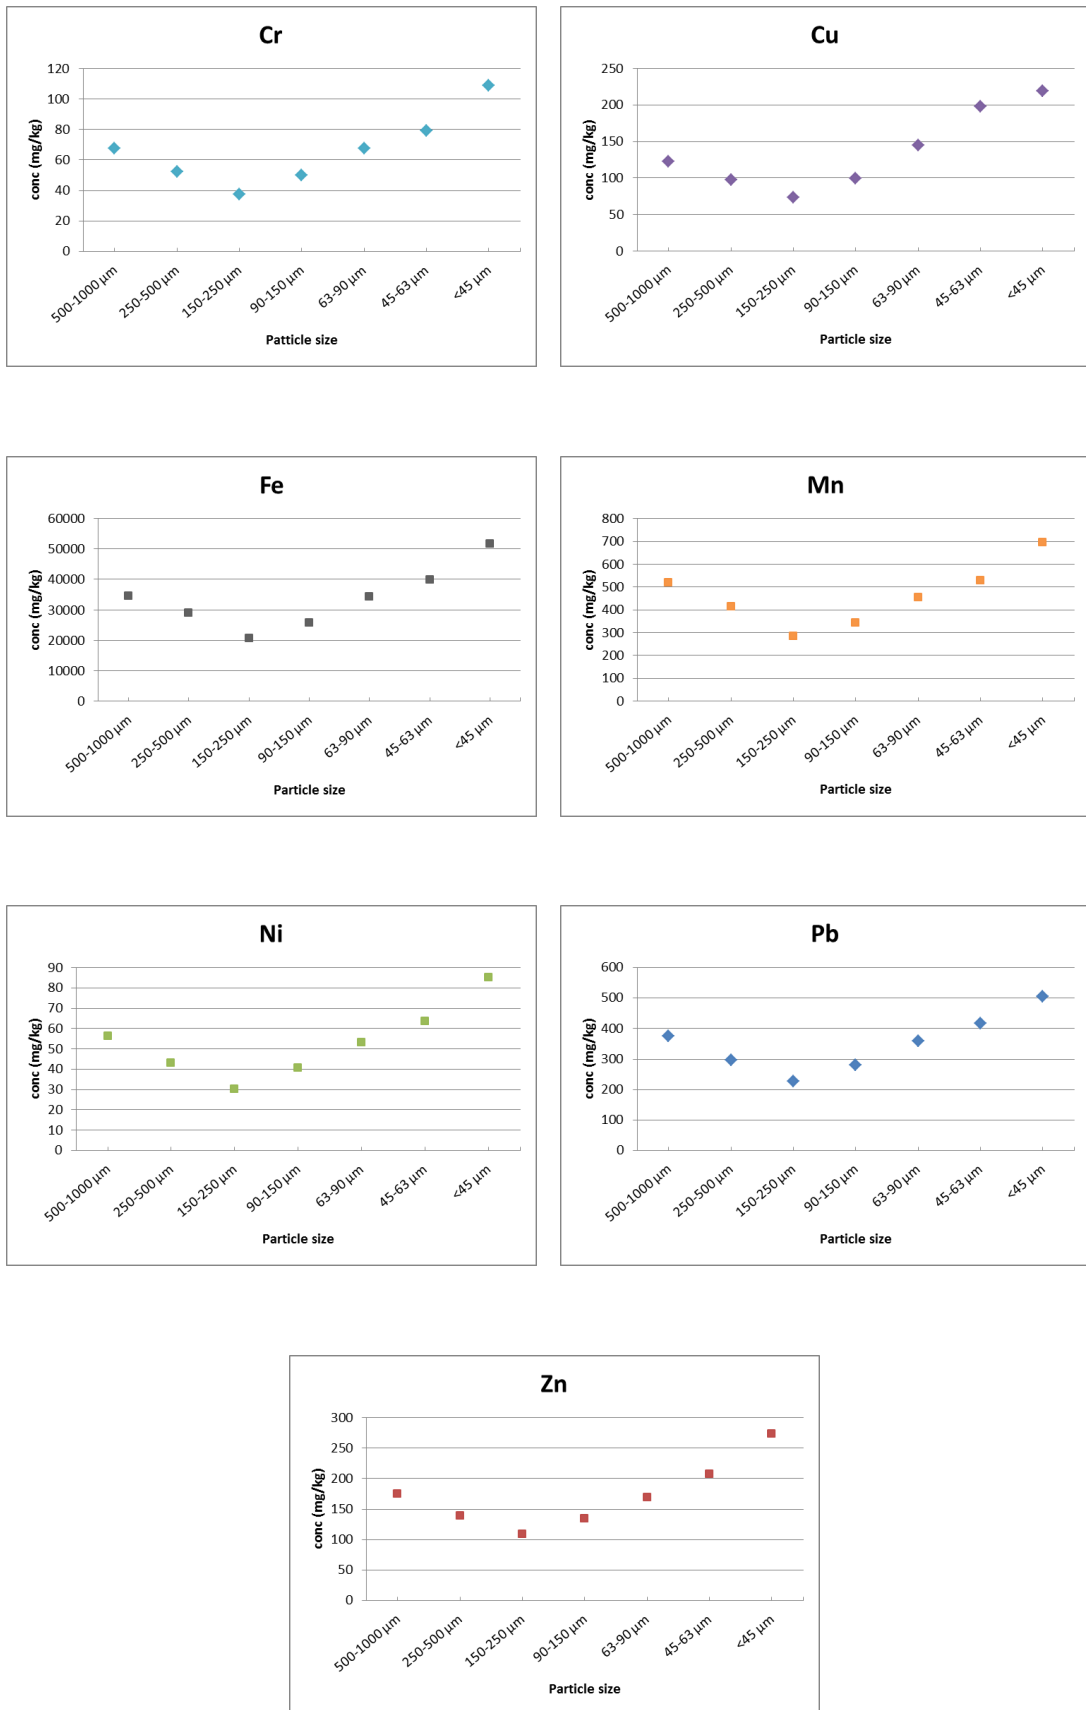 Cr
conc (mg/kg)
120
100
80
60
40
20
0
500-1000 µm
250-500 µm
150-250 µm
90-150 µm
63-90 µm
45-63 µm
<45 µm
Patticle size
Cu
conc (mg/kg)
250
200
150
100
50
0
500-1000 µm
250-500 µm
150-250 µm
90-150 µm
63-90 µm
45-63 µm
<45 µm
Particle size
Fe
conc (mg/kg)
60000
50000
40000
30000
20000
10000
0
500-1000 µm
250-500 µm
150-250 µm
90-150 µm
63-90 µm
45-63 µm
<45 µm
Particle size
Mn
conc (mg/kg)
800
700
600
500
400
300
200
100
0
500-1000 µm
250-500 µm
150-250 µm
90-150 µm
63-90 µm
45-63 µm
<45 µm
Particle size
Ni
conc (mg/kg)
90
80
70
60
50
40
30
20
10
0
500-1000 µm
250-500 µm
150-250 µm
90-150 µm
63-90 µm
45-63 µm
<45 µm
Particle size
Pb
conc (mg/kg)
600
500
400
300
200
100
0
500-1000 µm
250-500 µm
150-250 µm
90-150 µm
63-90 µm
45-63 µm
<45 µm
Particle size
Zn
conc (mg/kg)
300
250
200
150
100
50
0
500-1000 µm
250-500 µm
150-250 µm
90-150 µm
63-90 µm
45-63 µm
<45 µm
Particle size